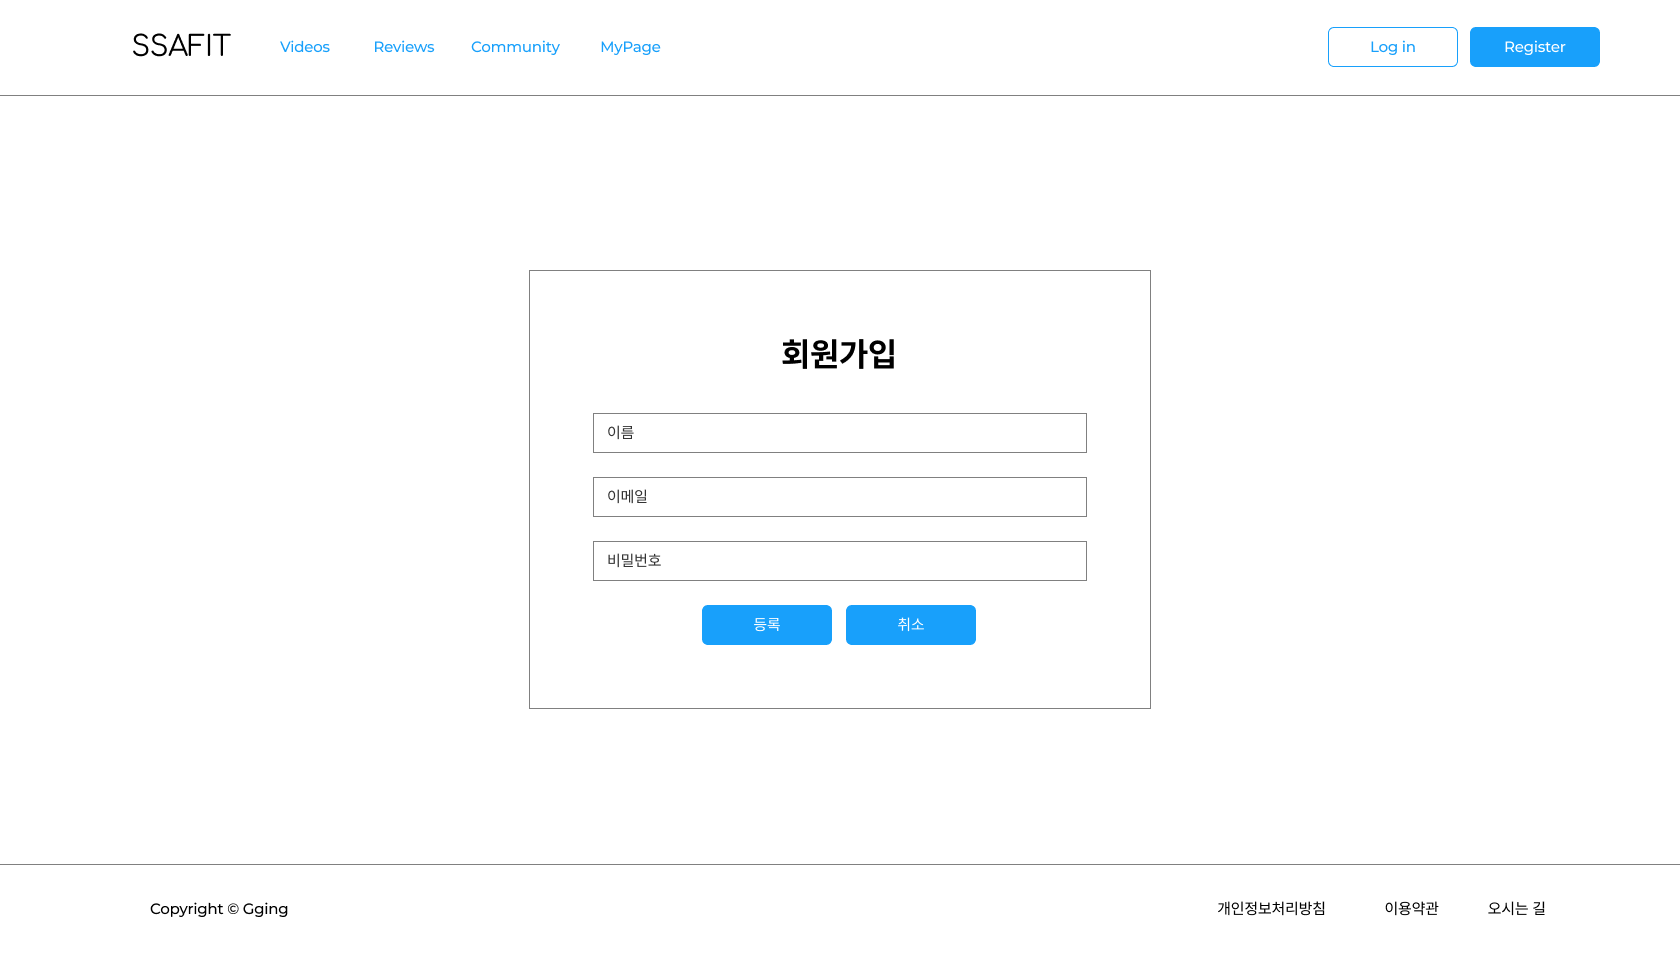 SSAFIT
Videos
Reviews
Community
MyPage
Log in
Register
회원가입
이름
이메일
비밀번호
등록
취소
Copyright © Gging
개인정보처리방침
이용약관
오시는 길